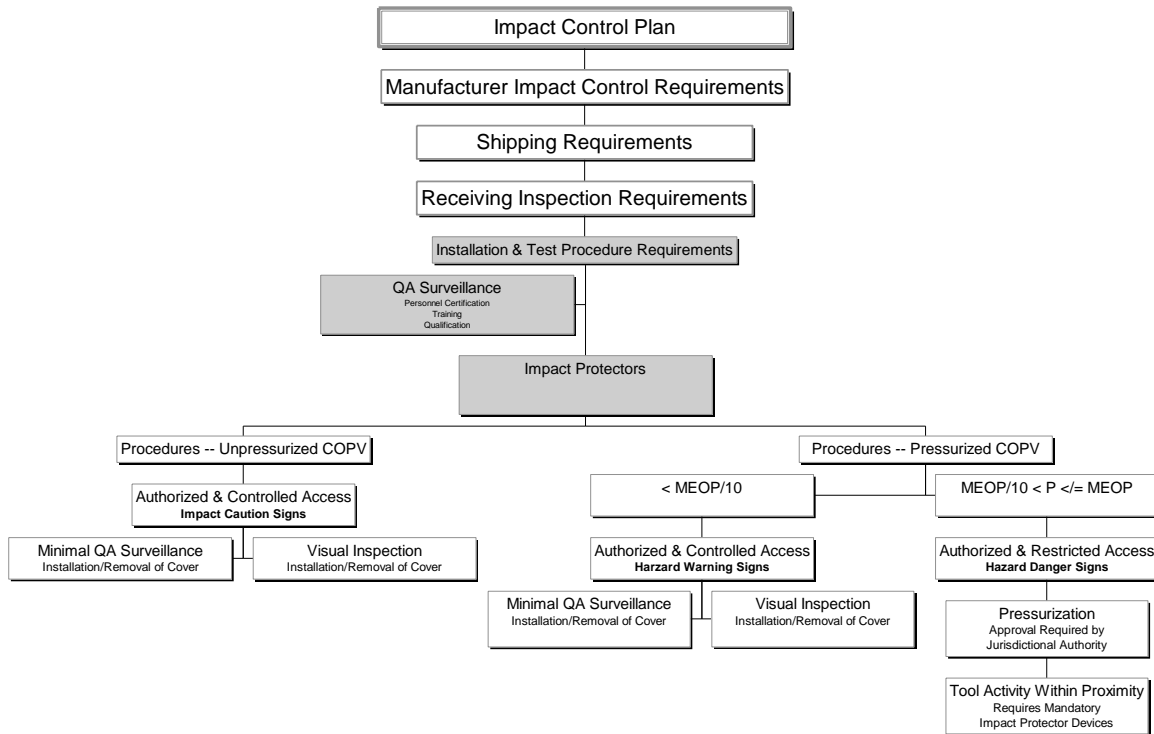 Impact Control Plan
Manufacturer Impact Control Requirements
Shipping Requirements
Receiving Inspection Requirements
Installation & Test Procedure Requirements
QA Surveillance
Personnel Certification
Training
Qualification
Impact Protectors
Procedures -- Unpressurized COPV
Authorized & Controlled Access
Impact Caution Signs
Minimal QA Surveillance
Installation/Removal of Cover
Visual Inspection
Installation/Removal of Cover
Procedures -- Pressurized COPV
< MEOP/10
Authorized & Controlled Access
Harzard Warning Signs
Minimal QA Surveillance
Installation/Removal of Cover
Visual Inspection
Installation/Removal of Cover
MEOP/10 < P </= MEOP
Authorized & Restricted Access
Hazard Danger Signs
Pressurization
Approval Required by
Jurisdictional Authority
Tool Activity Within Proximity
Requires Mandatory
Impact Protector Devices